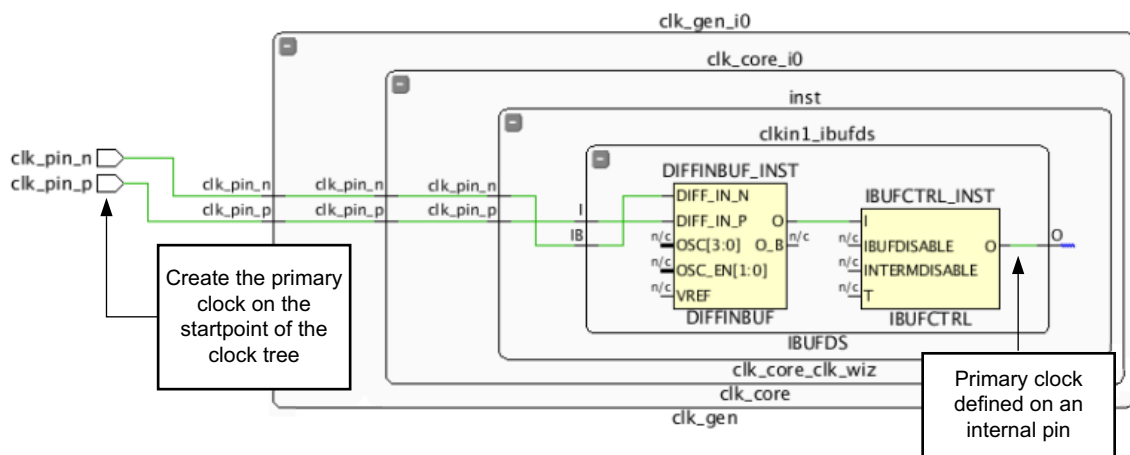 clk_gen_i0
clk_core_i0
inst
clkin1_ibufds
DIFFINBUF_INST
IBUFCTRL_INST
clk_pin_n
clk_pin_p
clk_pin_n
clk_pin_p
clk_pin_n
clk_pin_p
clk_pin_n
clk_pin_p
I
IB
DIFF_IN_N
DIFF_IN_P
O
n/c
OSC[3:0]
O_B
n/c
n/c
OSC_EN[1:0]
n/c
VREF
DIFFINBUF
I
n/c
IBUFDISABLE
O
n/c
INTERMDISABLE
n/c
T
IBUFCTRL
O
IBUFDS
clk_core_clk_wiz
clk_core
clk_gen
Create the primary
clock on the
startpoint of the
clock tree
Primary clock
defined on an
internal pin